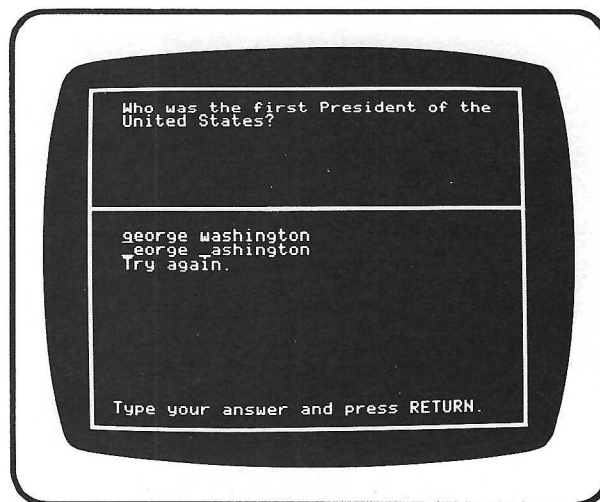 Who was the first President of the
United States?
george washington
_eorge _ashington
Try again.
Type your answer and press RETURN.